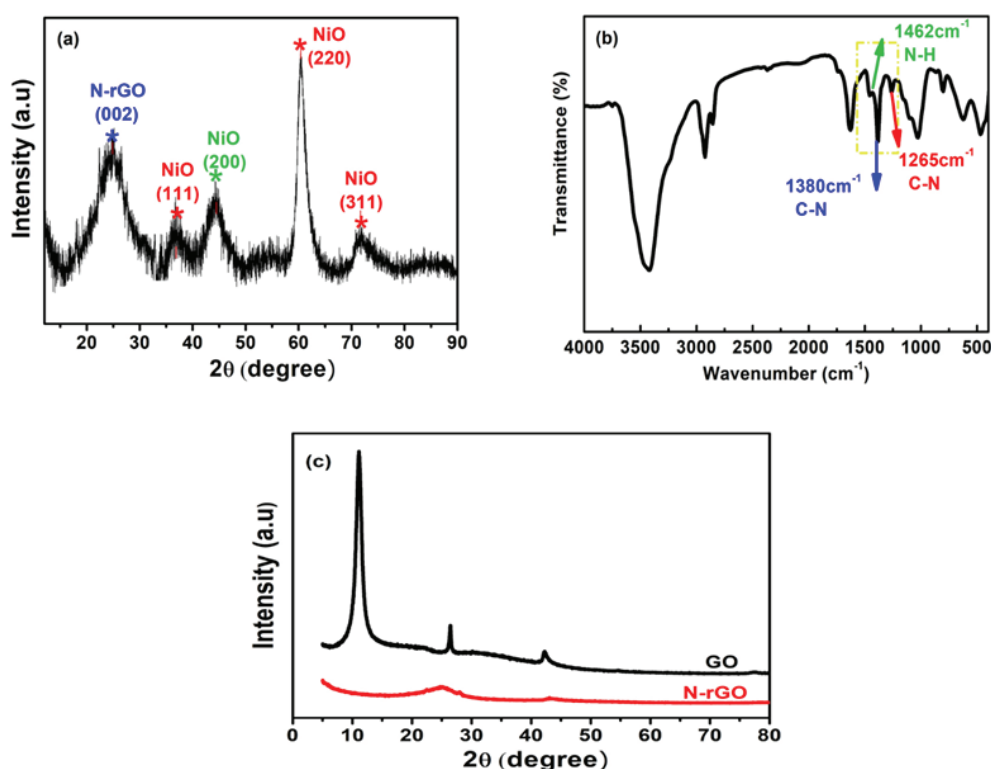 (a)
NiO
(220)
N-rGO
(002)
NiO
(200)
NiO
(111)
NiO
(311)
Intensity (a.u)
20 30 40 50 60 70 80 90
2θ (degree)
(b)
1462cm⁻¹
N-H
1265cm⁻¹
C-N
1380cm⁻¹
C-N
Transmittance (%)
4000 3500 3000 2500 2000 1500 1000 500
Wavenumber (cm⁻¹)
(c)
GO
N-rGO
Intensity (a.u)
0 10 20 30 40 50 60 70 80
2θ (degree)